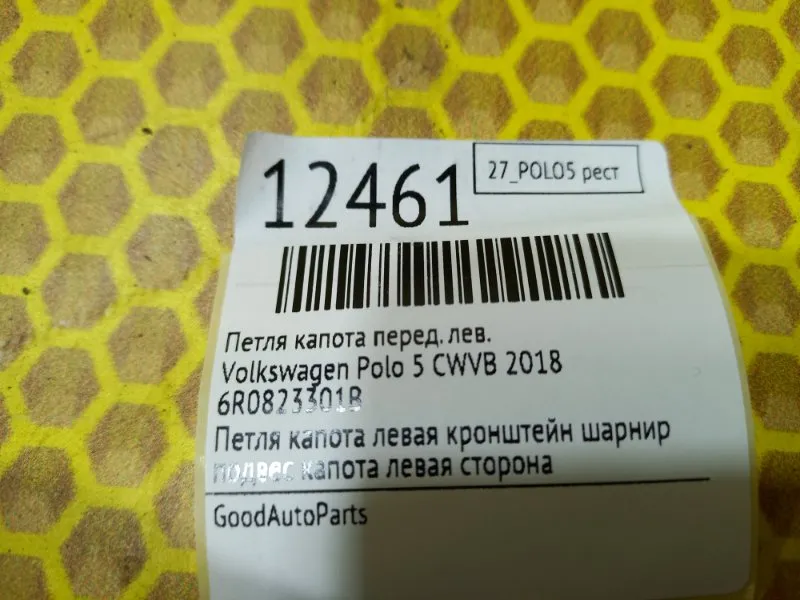 12461
27_POLO5 рест
Петля капота перед. лев.
Volkswagen Polo 5 CWVB 2018
6R0823301B
Петля капота левая кронштейн шарнир
подвес капота левая сторона
GoodAutoParts